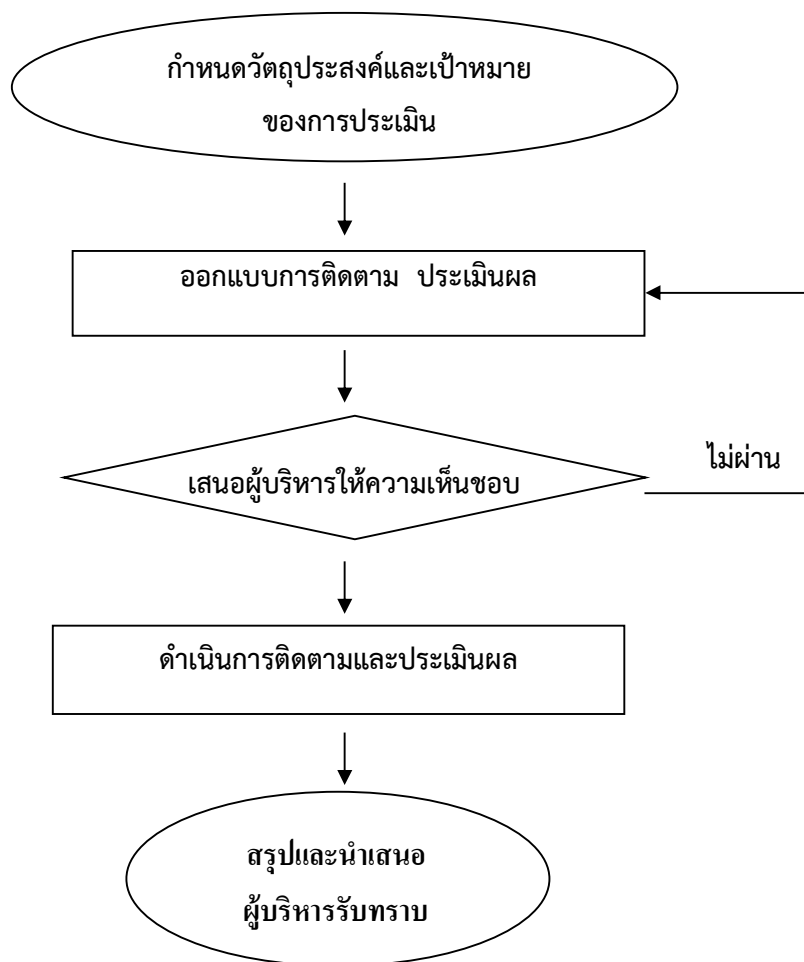 กำหนดวัตถุประสงค์และเป้าหมาย
ของการประเมิน
ออกแบบการติดตาม ประเมินผล
เสนอผู้บริหารให้ความเห็นชอบ
ไม่ผ่าน
ดำเนินการติดตามและประเมินผล
สรุปและนำเสนอ
ผู้บริหารรับทราบ